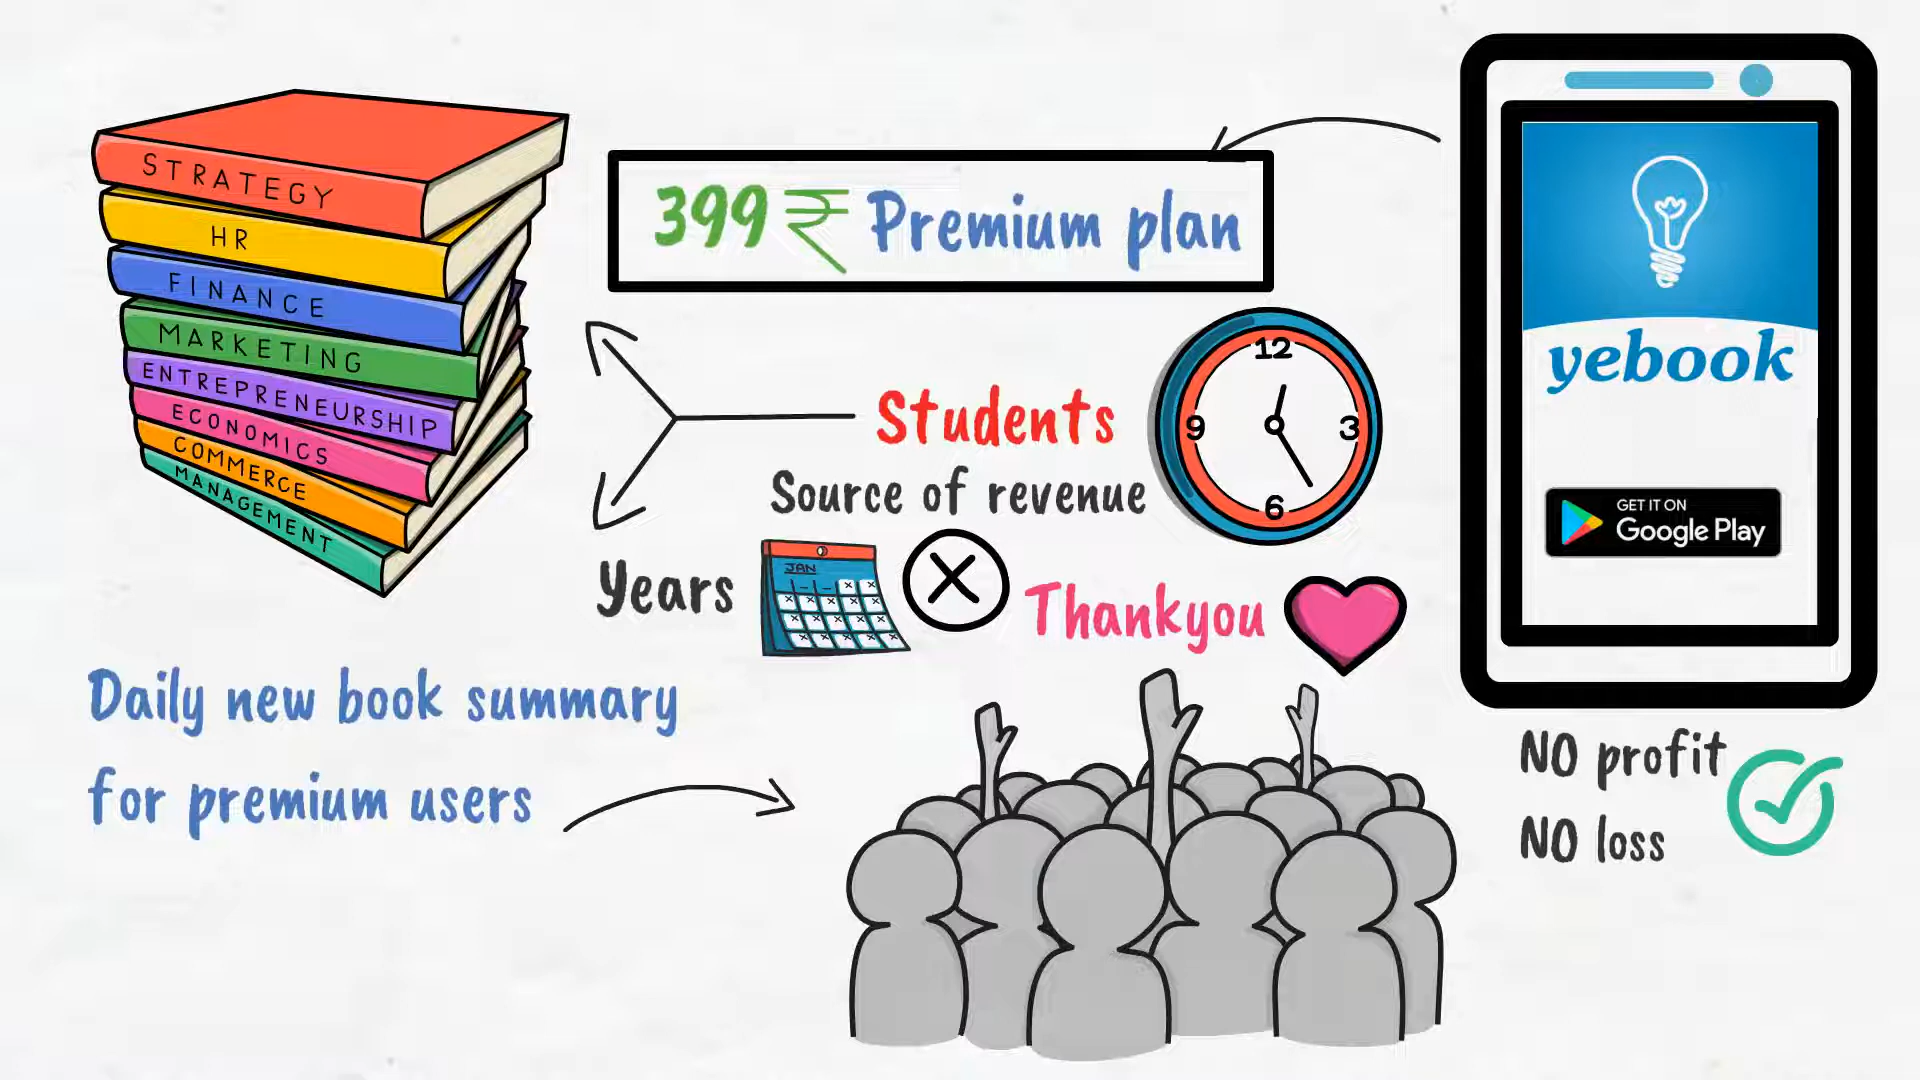 STRATEGY
HR
FINANCE
MARKETING
ENTREPRENEURSHIP
ECONOMICS
COMMERCE
MANAGEMENT
399 ₹ Premium plan
Students
Source of revenue
12
3
6
9
Years
JAN
Thankyou
Daily new book summary
for premium users
yebook
GET IT ON
Google Play
NO profit
NO loss